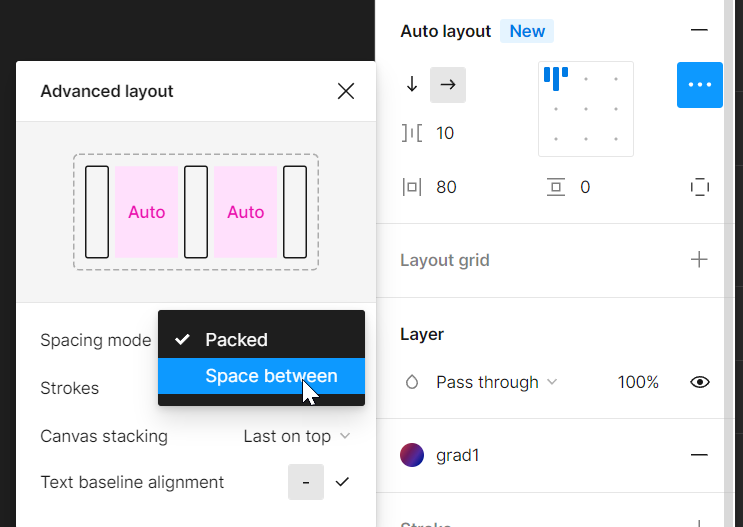 Auto layout New
Advanced layout
10
80
0
Auto
Auto
Layout grid
Spacing mode
Packed
Space between
Strokes
Canvas stacking
Last on top
Text baseline alignment
-
Layer
Pass through
100%
grad1
Stroke